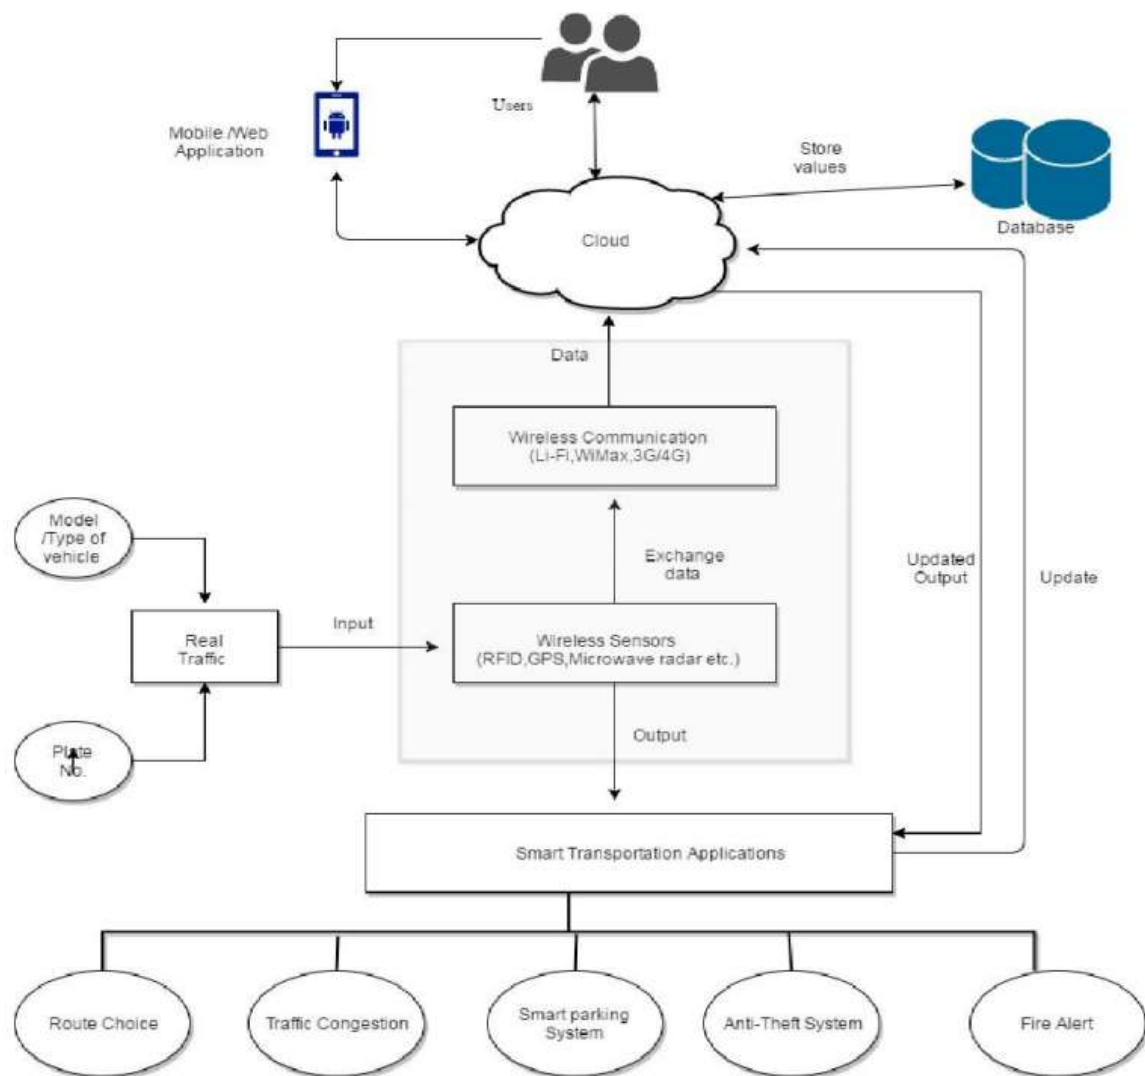 Users
Mobile /Web
Application
Store
values
Database
Cloud
Data
Wireless Communication
(Li-Fi,WiMax,3G/4G)
Model
/Type of
vehicle
Exchange
data
Updated
Output
Update
Input
Real
Traffic
Wireless Sensors
(RFID,GPS,Microwave radar etc.)
Plate
No.
Output
Smart Transportation Applications
Route Choice
Traffic Congestion
Smart parking
System
Anti-Theft System
Fire Alert